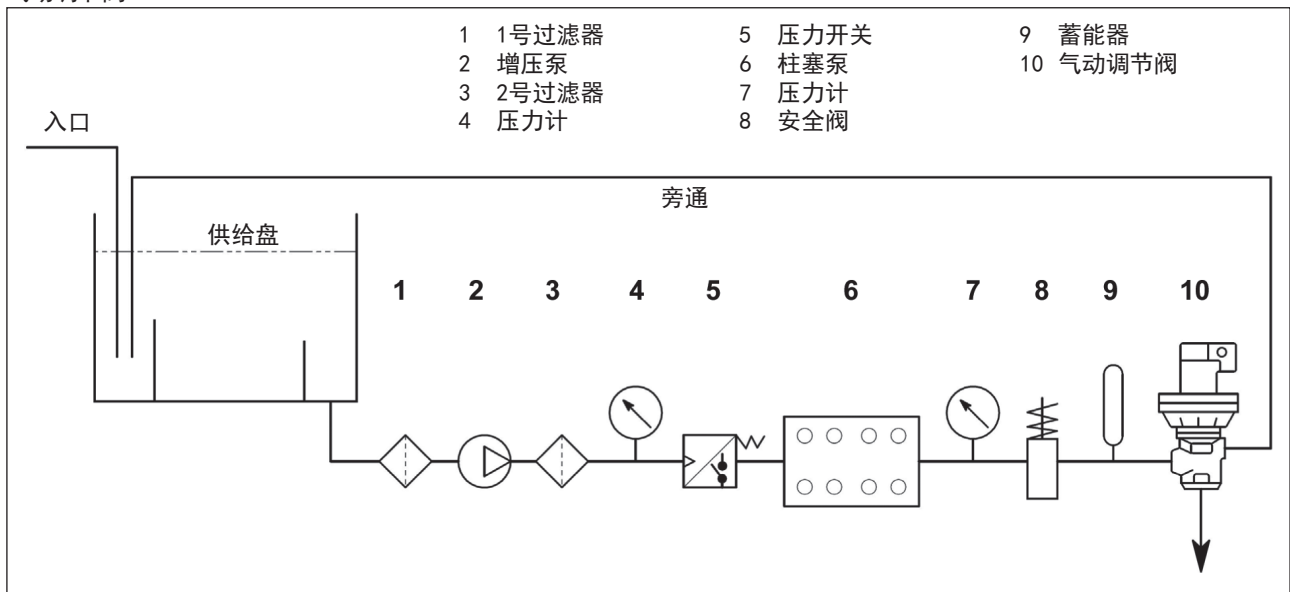 1 1号过滤器
2 增压泵
3 2号过滤器
4 压力计
5 压力开关
6 柱塞泵
7 压力计
8 安全阀
9 蓄能器
10 气动调节阀
入口
旁通
供给盘
1 2 3 4 5 6 7 8 9 10